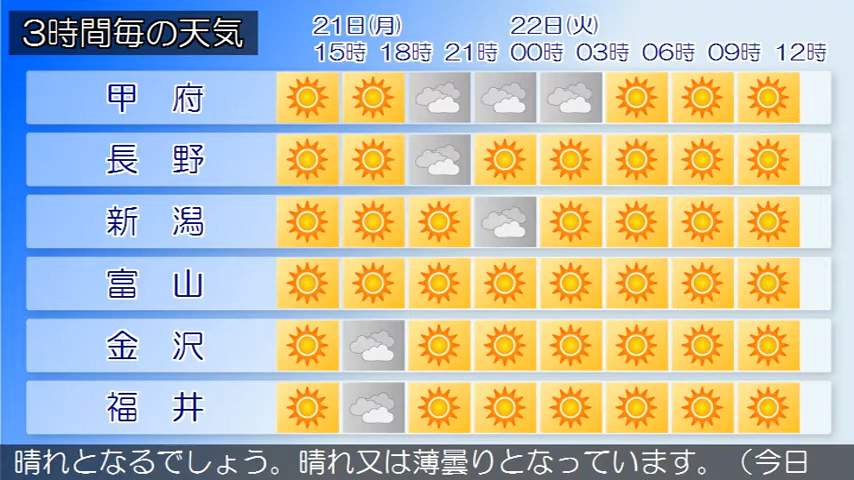 3時間毎の天気
21日(月) 22日(火)
15時 18時 21時 00時 03時 06時 09時 12時
甲府
長野
新潟
富山
金沢
福井
晴れとなるでしょう。晴れ又は薄曇りとなっています。（今日